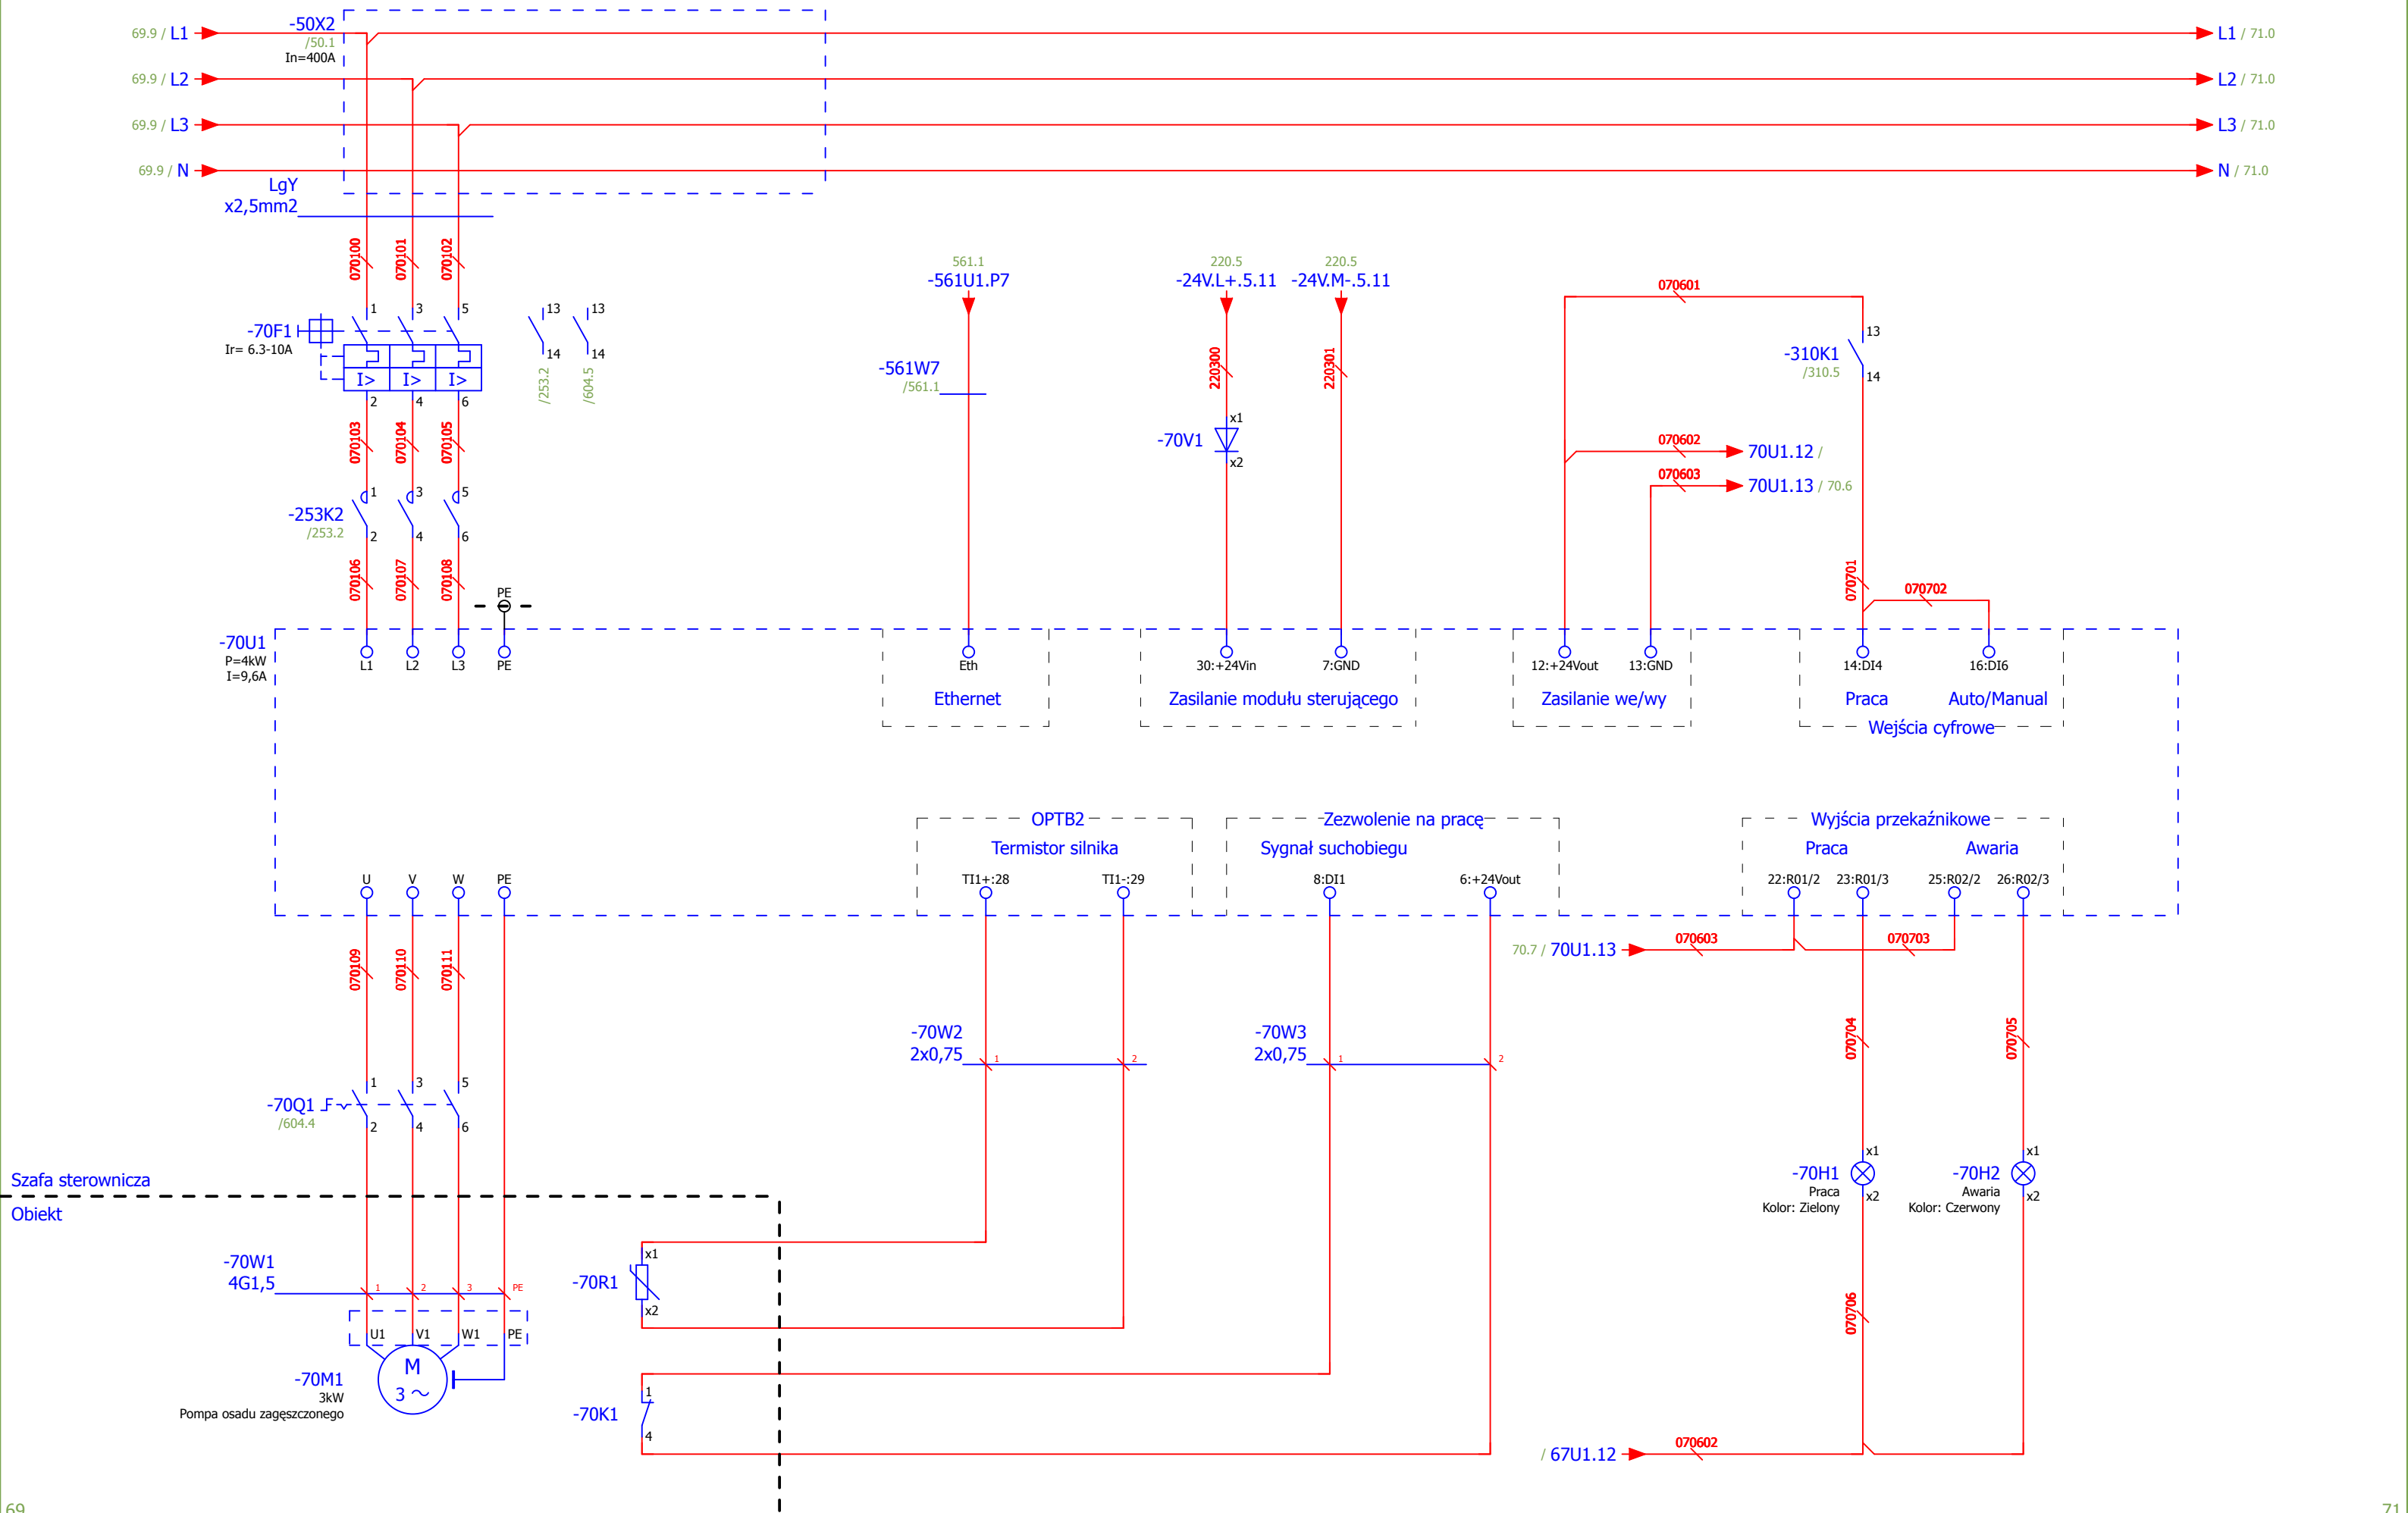 69.9 / L1
-50X2
/50.1
In=400A
L1 / 71.0
69.9 / L2
L2 / 71.0
69.9 / L3
L3 / 71.0
69.9 / N
N / 71.0
LgY
x2,5mm2
070100
070101
070102
561.1
-561U1.P7
220.5
-24V.L+.5.11
220.5
-24V.M-.5.11
070601
-70F1
Ir= 6.3-10A
1
3
5
I>
I>
I>
2
4
6
13
14
/253.2
13
14
/604.5
-561W7
/561.1
220300
220301
-310K1
/310.5
13
14
070103
070104
070105
-70V1
x1
x2
070602
70U1.12 /
070603
70U1.13 / 70.6
-253K2
/253.2
1
3
5
2
4
6
070106
070107
070108
PE
070701
070702
-70U1
P=4kW
I=9,6A
L1
L2
L3
PE
Eth
Ethernet
30:+24Vin
7:GND
Zasilanie modułu sterującego
12:+24Vout
13:GND
Zasilanie we/wy
14:DI4
16:DI6
Praca
Auto/Manual
Wejścia cyfrowe
OPTB2
Termistor silnika
Zezwolenie na pracę
Sygnał suchobiegu
Wyjścia przekaźnikowe
Praca
Awaria
U
V
W
PE
TI1+:28
TI1-:29
8:DI1
6:+24Vout
22:R01/2
23:R01/3
25:R02/2
26:R02/3
070109
070110
070111
70.7 / 70U1.13
070603
070703
-70W2
2x0,75
1
2
-70W3
2x0,75
1
2
070704
070705
-70Q1
/604.4
1
3
5
2
4
6
Szafa sterownicza
Obiekt
-70H1
Praca
Kolor: Zielony
x1
x2
-70H2
Awaria
Kolor: Czerwony
x1
x2
-70W1
4G1,5
1
2
3
PE
-70R1
x1
x2
070706
U1
V1
W1
PE
M
3 ~
-70M1
3kW
Pompa osadu zagęszczonego
-70K1
1
4
/ 67U1.12
070602
69
71